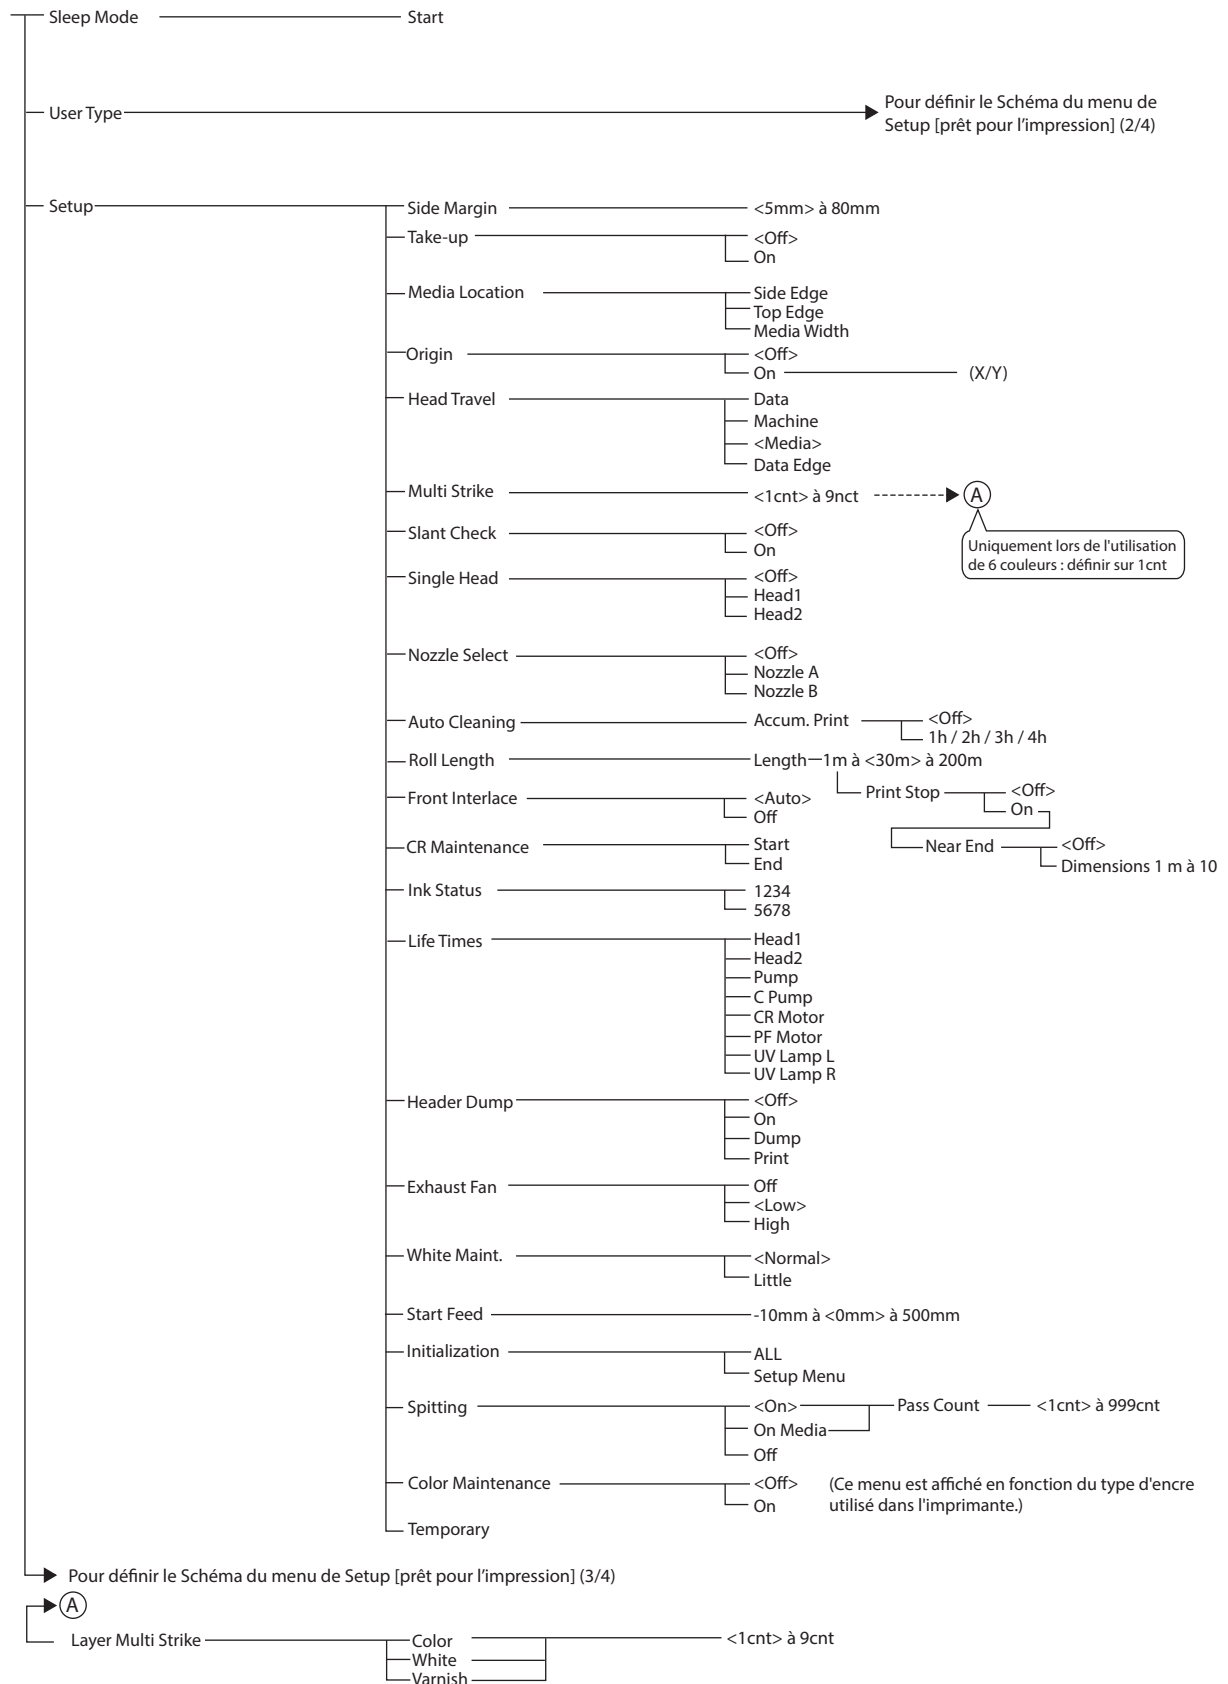 Sleep Mode Start
User Type Pour définir le Schéma du menu de
Setup [prêt pour l'impression] (2/4)
Setup Side Margin <5mm> à 80mm
Take-up <Off>
On
Media Location Side Edge
Top Edge
Media Width
Origin <Off>
On (X/Y)
Head Travel Data
Machine
<Media>
Data Edge
Multi Strike <1cnt> à 9nct A
Uniquement lors de l'utilisation
de 6 couleurs : définir sur 1cnt
Slant Check <Off>
On
Single Head <Off>
Head1
Head2
Nozzle Select <Off>
Nozzle A
Nozzle B
Auto Cleaning Accum. Print <Off>
1h / 2h / 3h / 4h
Roll Length Length 1m à <30m> à 200m
Print Stop <Off>
On
Near End <Off>
Dimensions 1 m à 10
Front Interlace <Auto>
Off
CR Maintenance Start
End
Ink Status 1234
5678
Life Times Head1
Head2
Pump
C Pump
CR Motor
PF Motor
UV Lamp L
UV Lamp R
Header Dump <Off>
On
Dump
Print
Exhaust Fan Off
<Low>
High
White Maint. <Normal>
Little
Start Feed -10mm à <0mm> à 500mm
Initialization ALL
Setup Menu
Spitting <On> Pass Count <1cnt> à 999cnt
On Media
Off
Color Maintenance <Off> (Ce menu est affiché en fonction du type d'encre
On utilisé dans l'imprimante.)
Temporary
Pour définir le Schéma du menu de Setup [prêt pour l'impression] (3/4)
A
Layer Multi Strike Color <1cnt> à 9cnt
White
Varnish